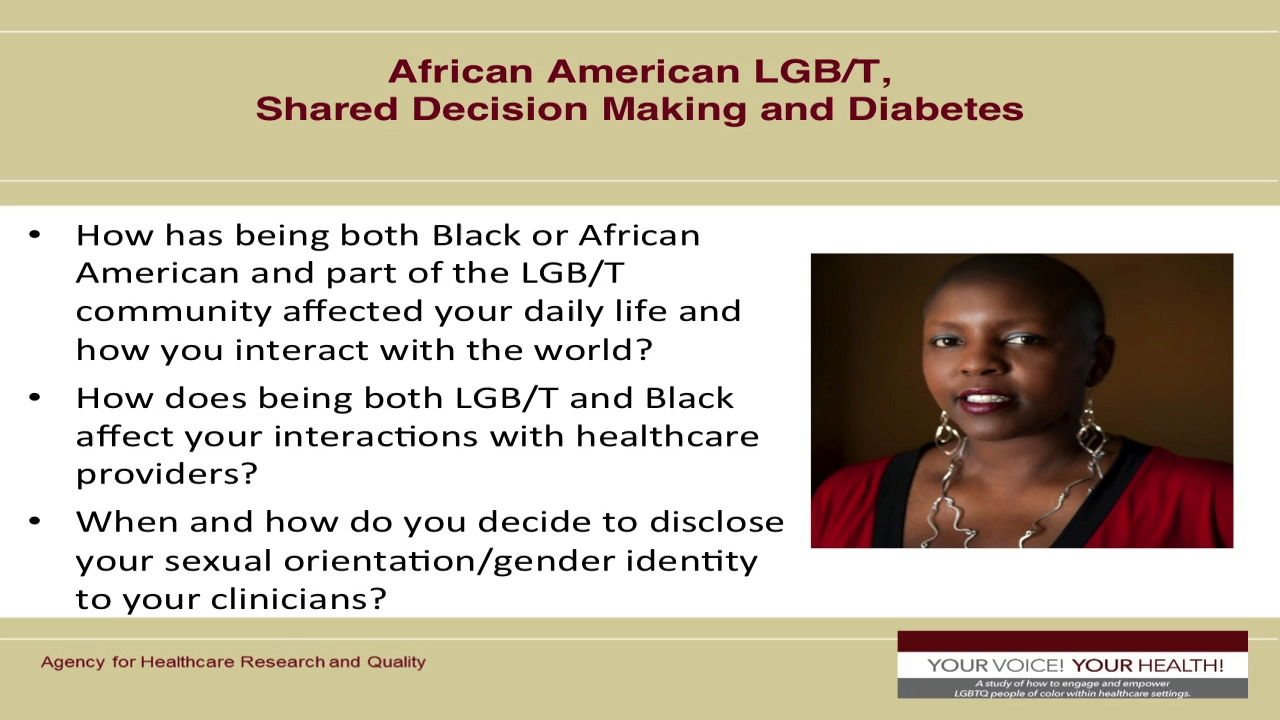 African American LGB/T,
Shared Decision Making and Diabetes
• How has being both Black or African
American and part of the LGB/T
community affected your daily life and
how you interact with the world?
• How does being both LGB/T and Black
affect your interactions with healthcare
providers?
• When and how do you decide to disclose
your sexual orientation/gender identity
to your clinicians?
Agency for Healthcare Research and Quality
YOUR VOICE! YOUR HEALTH!
A study of how to engage and empower
LGBTQ people of color within healthcare settings.